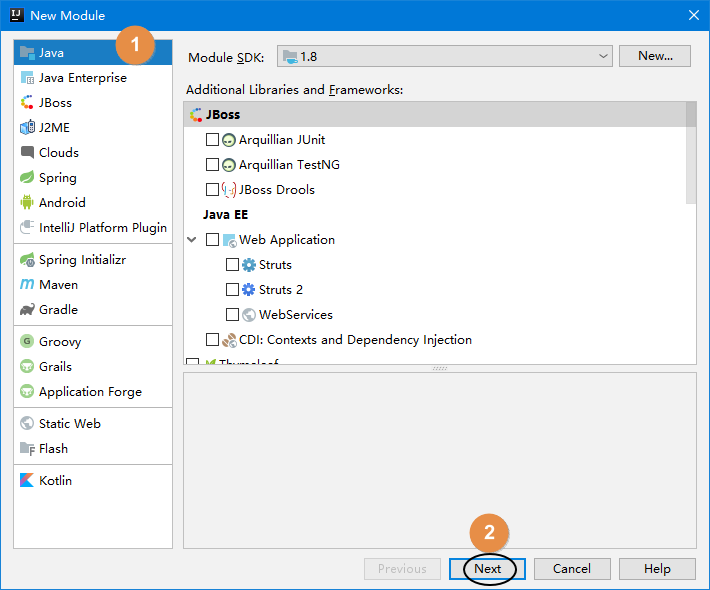 New Module
1
Java
Java Enterprise
JBoss
J2ME
Clouds
Spring
Android
IntelliJ Platform Plugin
Spring Initializr
Maven
Gradle
Groovy
Grails
Application Forge
Static Web
Flash
Kotlin
Module SDK: 1.8 New...
Additional Libraries and Frameworks:
JBoss
Arquillian JUnit
Arquillian TestNG
JBoss Drools
Java EE
Web Application
Struts
Struts 2
WebServices
CDI: Contexts and Dependency Injection
Thymeleaf
2
Previous Next Cancel Help